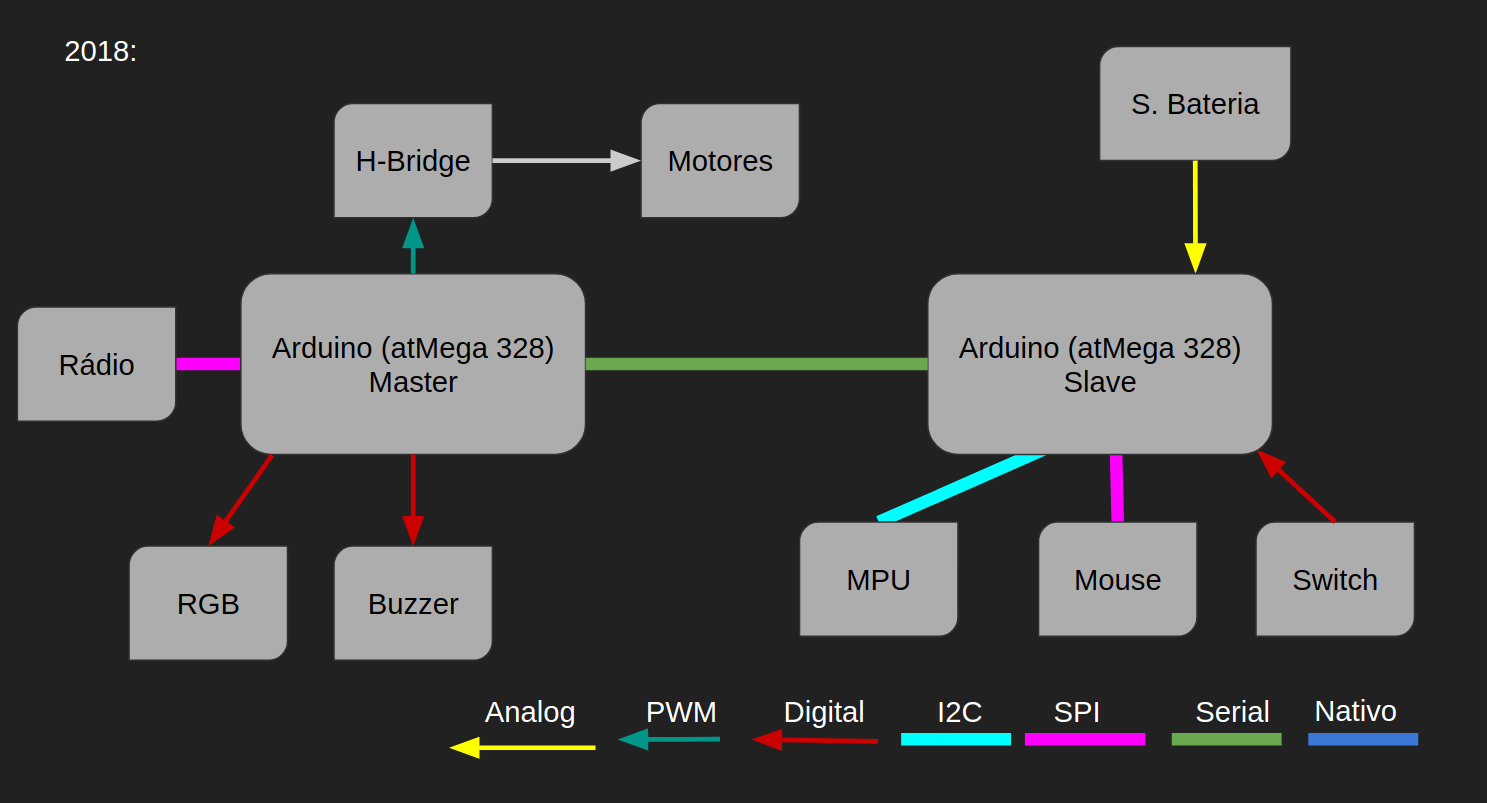 2018:
S. Bateria
H-Bridge
Motores
Rádio
Arduino (atMega 328)
Master
Arduino (atMega 328)
Slave
MPU
Mouse
Switch
RGB
Buzzer
Analog
PWM
Digital
I2C
SPI
Serial
Nativo